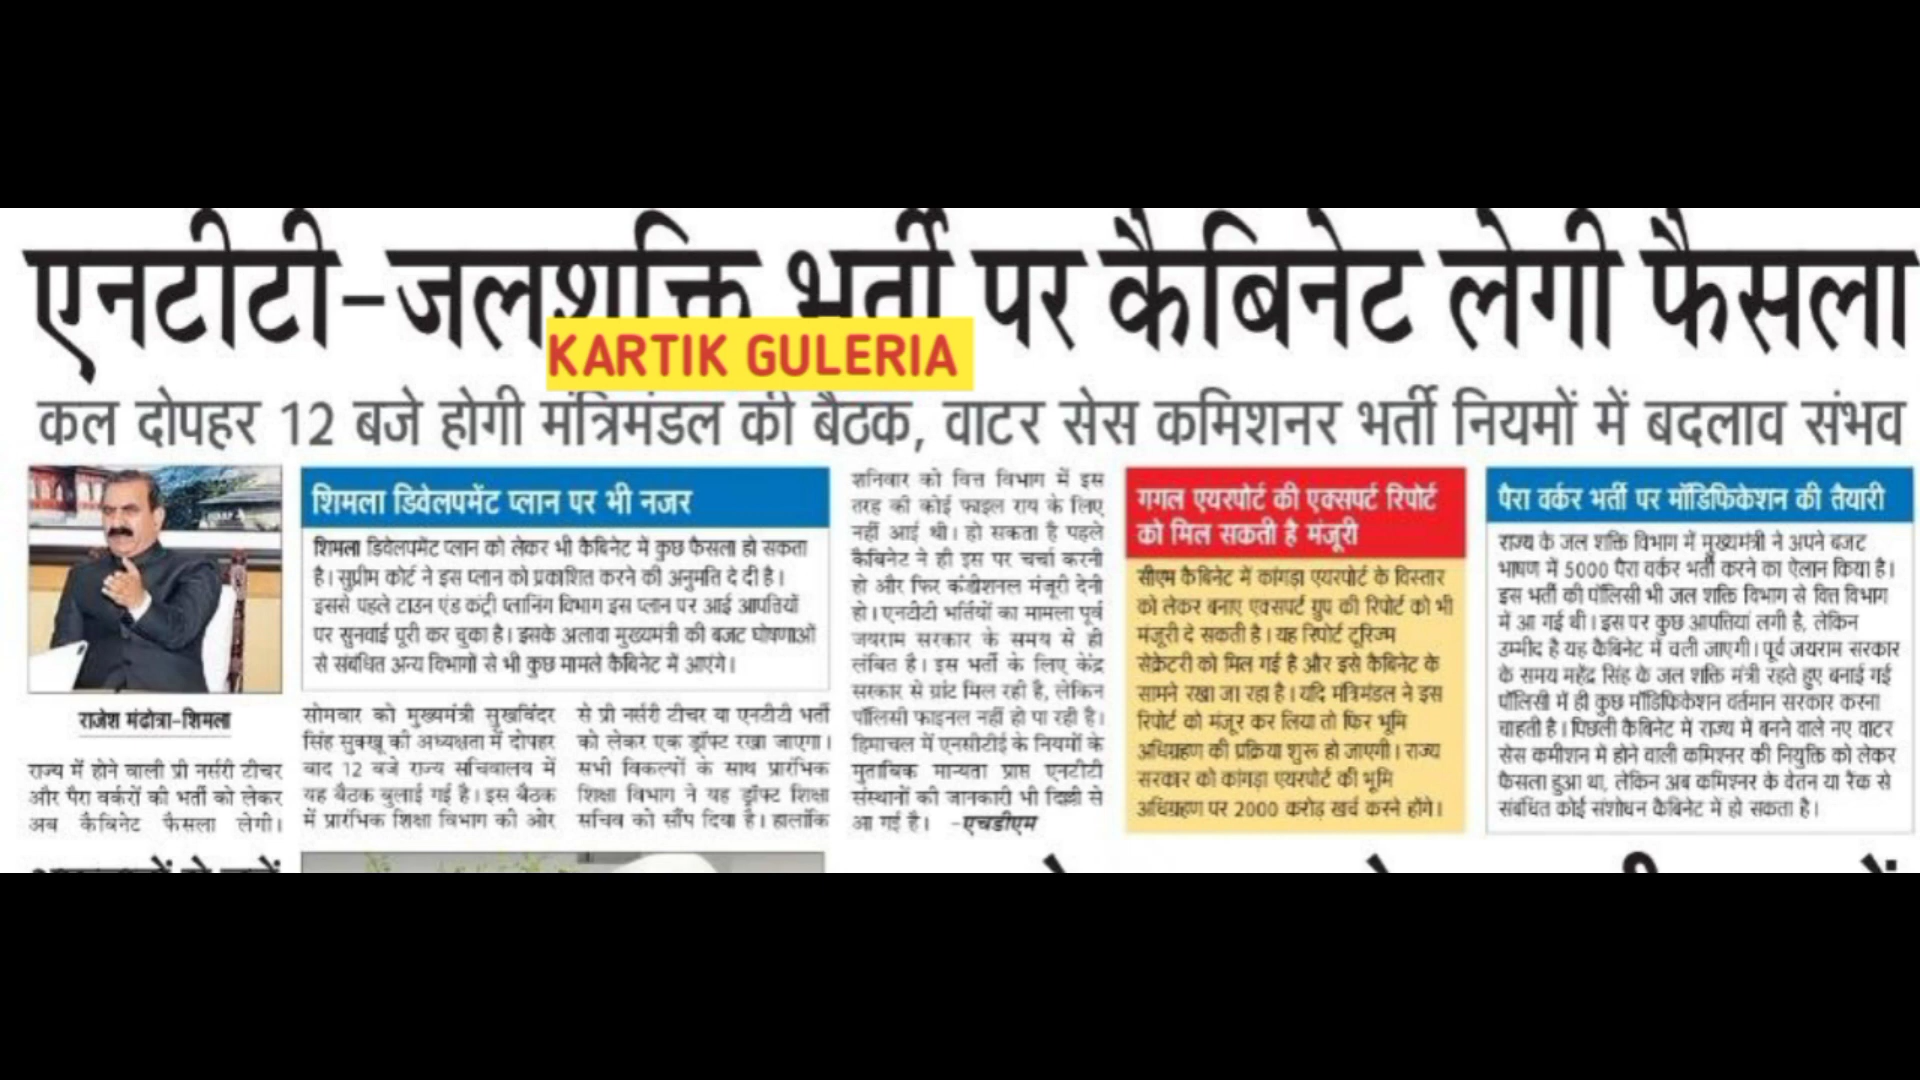 एनटीटी-जलशक्ति भर्ती पर कैबिनेट लेगी फैसला
KARTIK GULERIA
कल दोपहर 12 बजे होगी मंत्रिमंडल की बैठक, वाटर सेस कमिशनर भर्ती नियमों में बदलाव संभव
राजेश मंढोत्रा-शिमला
राज्य में होने वाली प्री नर्सरी टीचर
और पैरा वर्करों की भर्ती को लेकर
अब कैबिनेट फैसला लेगी।
शिमला डिवेलपमेंट प्लान पर भी नजर
शिमला डिवेलपमेंट प्लान को लेकर भी कैबिनेट में कुछ फैसला हो सकता
है। सुप्रीम कोर्ट ने इस प्लान को प्रकाशित करने की अनुमति दे दी है।
इससे पहले टाउन एंड कंट्री प्लानिंग विभाग इस प्लान पर आई आपत्तियों
पर सुनवाई पूरी कर चुका है। इसके अलावा मुख्यमंत्री की बजट घोषणाओं
से संबंधित अन्य विभागों से भी कुछ मामले कैबिनेट में आएंगे।
सोमवार को मुख्यमंत्री सुखविंदर
सिंह सुक्खू की अध्यक्षता में दोपहर
बाद 12 बजे राज्य सचिवालय में
यह बैठक बुलाई गई है। इस बैठक
में प्रारंभिक शिक्षा विभाग की ओर
से प्री नर्सरी टीचर या एनटीटी भर्ती
को लेकर एक ड्रॉफ्ट रखा जाएगा।
सभी विकल्पों के साथ प्रारंभिक
शिक्षा विभाग ने यह ड्रॉफ्ट शिक्षा
सचिव को सौंप दिया है। हालांकि
शनिवार को वित्त विभाग में इस
तरह की कोई फाइल राय के लिए
नहीं आई थी। हो सकता है पहले
कैबिनेट ने ही इस पर चर्चा करनी
हो और फिर कंडीशनल मंजूरी देनी
हो। एनटीटी भर्तियों का मामला पूर्व
जयराम सरकार के समय से ही
लंबित है। इस भर्ती के लिए केंद्र
सरकार से ग्रांट मिल रही है, लेकिन
पॉलिसी फाइनल नहीं हो पा रही है।
हिमाचल में एनसीटीई के नियमों के
मुताबिक मान्यता प्राप्त एनटीटी
संस्थानों की जानकारी भी दिल्ली से
आ गई है। -एचडीएम
गगल एयरपोर्ट की एक्सपर्ट रिपोर्ट
को मिल सकती है मंजूरी
सीएम कैबिनेट में कांगड़ा एयरपोर्ट के विस्तार
को लेकर बनाए एक्सपर्ट ग्रुप की रिपोर्ट को भी
मंजूरी दे सकती है। यह रिपोर्ट टूरिज्म
सेक्रेटरी को मिल गई है और इसे कैबिनेट के
सामने रखा जा रहा है। यदि मंत्रिमंडल ने इस
रिपोर्ट को मंजूर कर लिया तो फिर भूमि
अधिग्रहण की प्रक्रिया शुरू हो जाएगी। राज्य
सरकार को कांगड़ा एयरपोर्ट की भूमि
अधिग्रहण पर 2000 करोड़ खर्च करने होंगे।
पैरा वर्कर भर्ती पर मॉडिफिकेशन की तैयारी
राज्य के जल शक्ति विभाग में मुख्यमंत्री ने अपने बजट
भाषण में 5000 पैरा वर्कर भर्ती करने का ऐलान किया है।
इस भर्ती की पॉलिसी भी जल शक्ति विभाग से वित्त विभाग
में आ गई थी। इस पर कुछ आपत्तियां लगी है, लेकिन
उम्मीद है यह कैबिनेट में चली जाएगी। पूर्व जयराम सरकार
के समय महेंद्र सिंह के जल शक्ति मंत्री रहते हुए बनाई गई
पॉलिसी में ही कुछ मॉडिफिकेशन वर्तमान सरकार करना
चाहती है। पिछली कैबिनेट में राज्य में बनने वाले नए वाटर
सेस कमीशन में होने वाली कमिश्नर की नियुक्ति को लेकर
फैसला हुआ था, लेकिन अब कमिश्नर के वेतन या रैंक से
संबंधित कोई संशोधन कैबिनेट में हो सकता है।